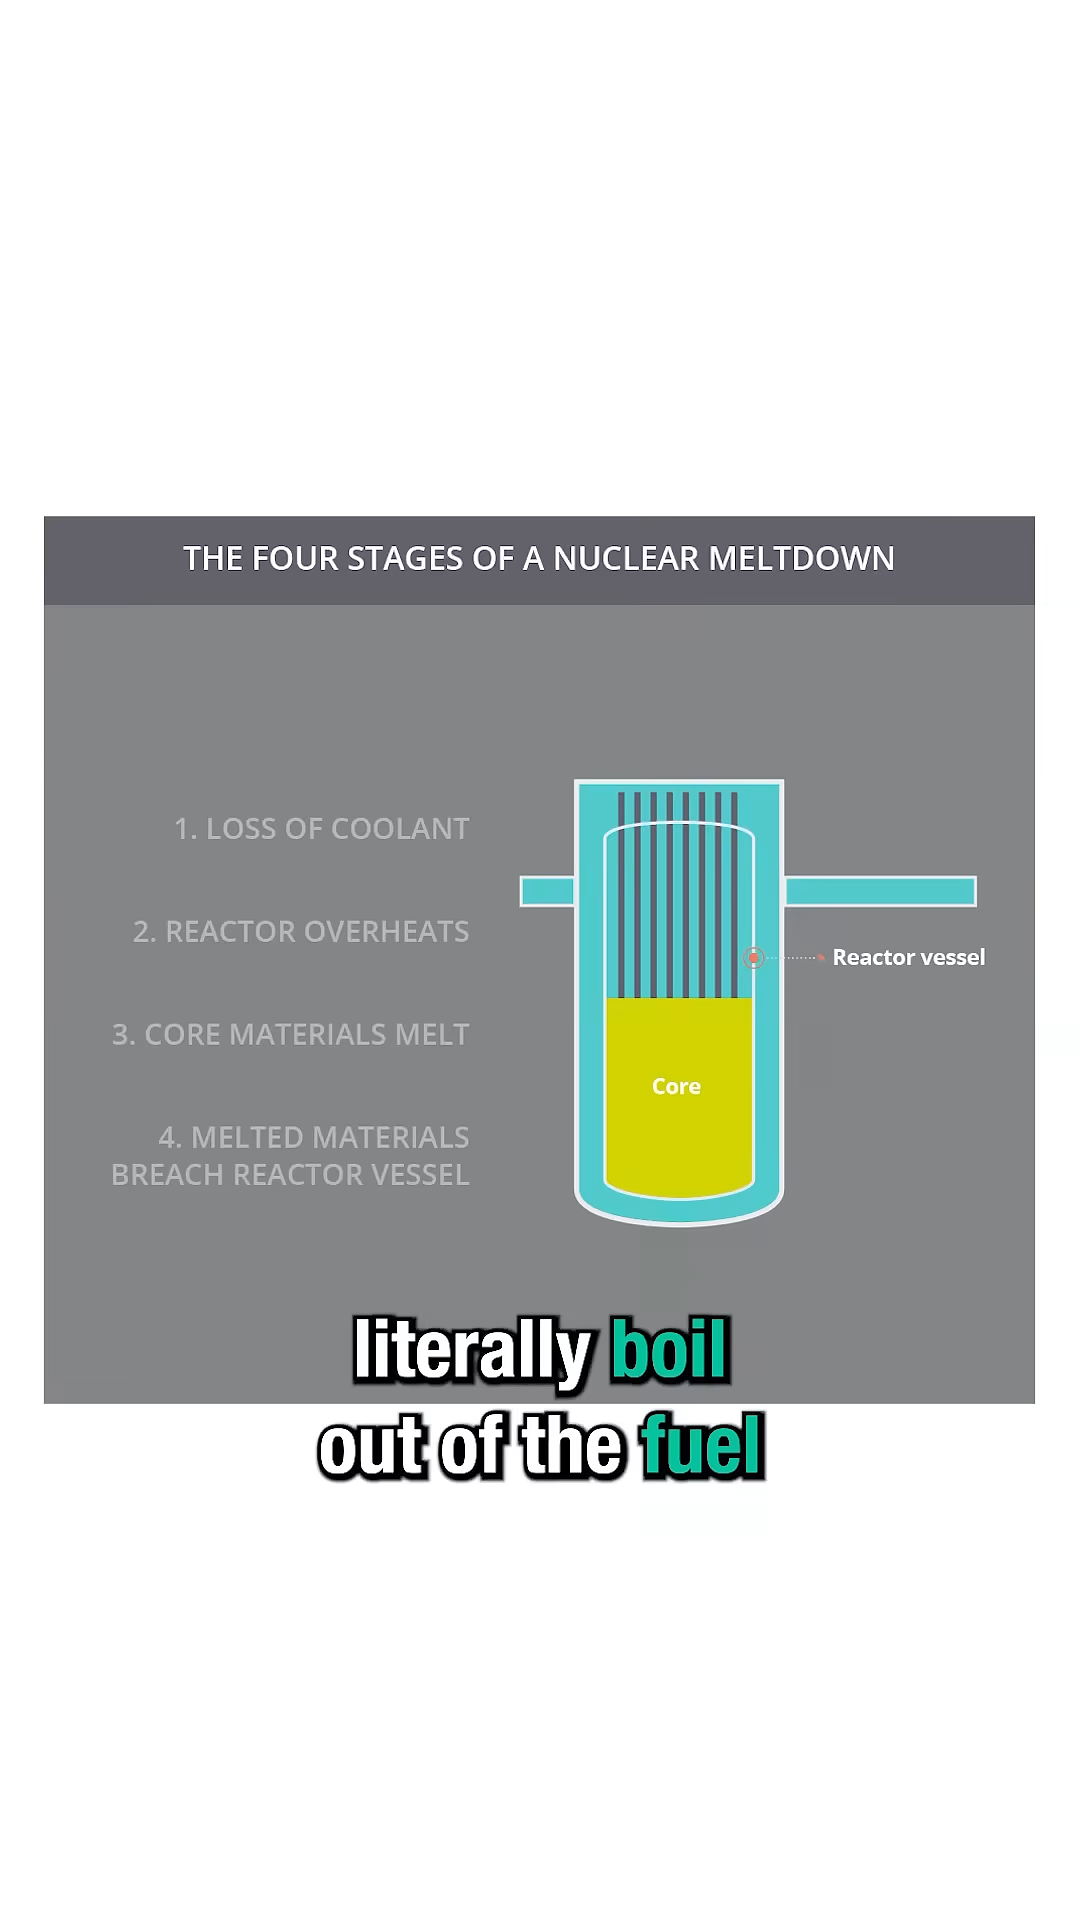 THE FOUR STAGES OF A NUCLEAR MELTDOWN
1. LOSS OF COOLANT
2. REACTOR OVERHEATS
3. CORE MATERIALS MELT
4. MELTED MATERIALS
BREACH REACTOR VESSEL
Reactor vessel
Core
literally boil
out of the fuel